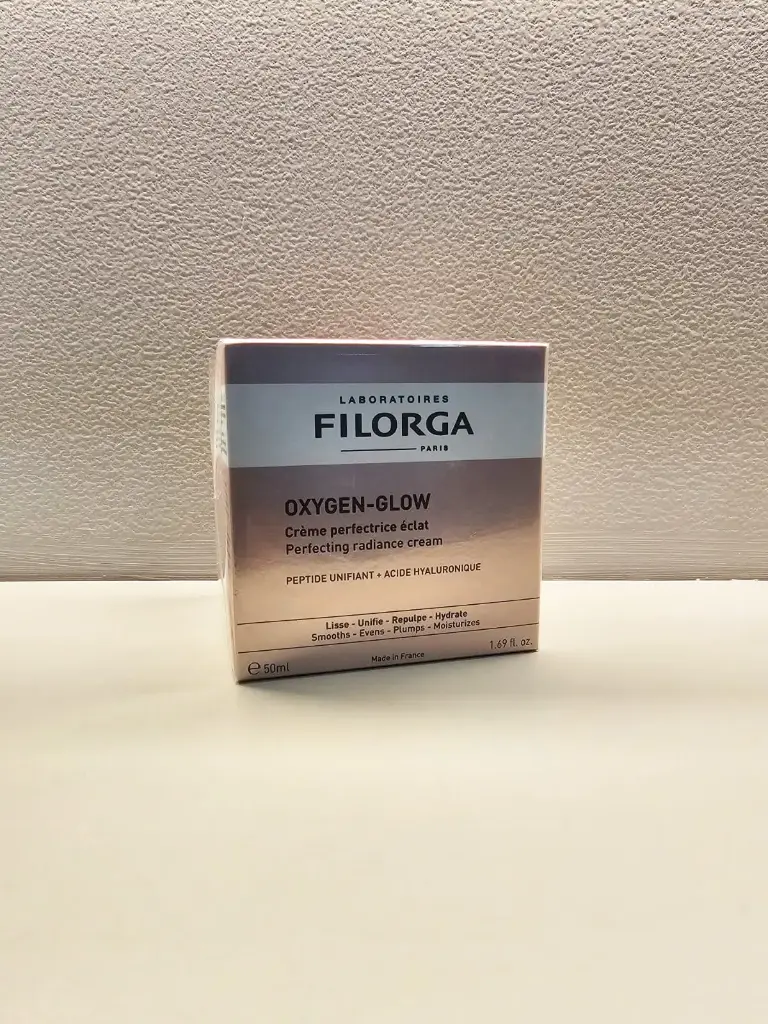 LABORATOIRES
FILORGA
PARIS
OXYGEN-GLOW
Crème perfectrice éclat
Perfecting radiance cream
PEPTIDE UNIFIANT + ACIDE HYALURONIQUE
Lisse - Unifie - Repulpe - Hydrate
Smooths - Evens - Plumps - Moisturizes
℮ 50ml
Made in France
1.69 fl. oz.